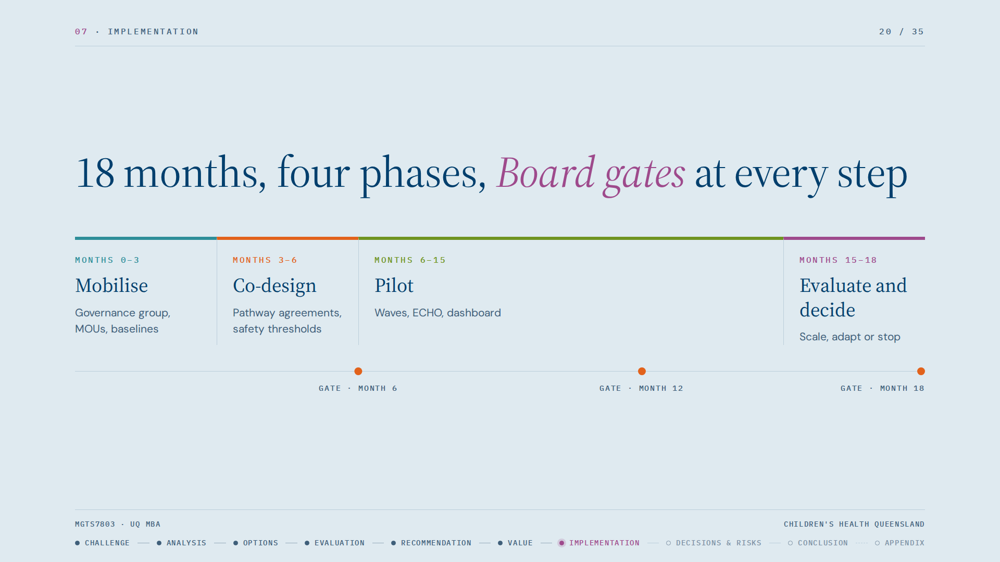 07 · IMPLEMENTATION
20 / 35
18 months, four phases, Board gates at every step
MONTHS 0–3
Mobilise
Governance group,
MOUs, baselines
MONTHS 3–6
Co-design
Pathway agreements,
safety thresholds
MONTHS 6–15
Pilot
Waves, ECHO, dashboard
MONTHS 15–18
Evaluate and
decide
Scale, adapt or stop
GATE · MONTH 6
GATE · MONTH 12
GATE · MONTH 18
MGTS7803 · UQ MBA
CHILDREN'S HEALTH QUEENSLAND
CHALLENGE ANALYSIS OPTIONS EVALUATION RECOMMENDATION VALUE IMPLEMENTATION DECISIONS & RISKS CONCLUSION APPENDIX